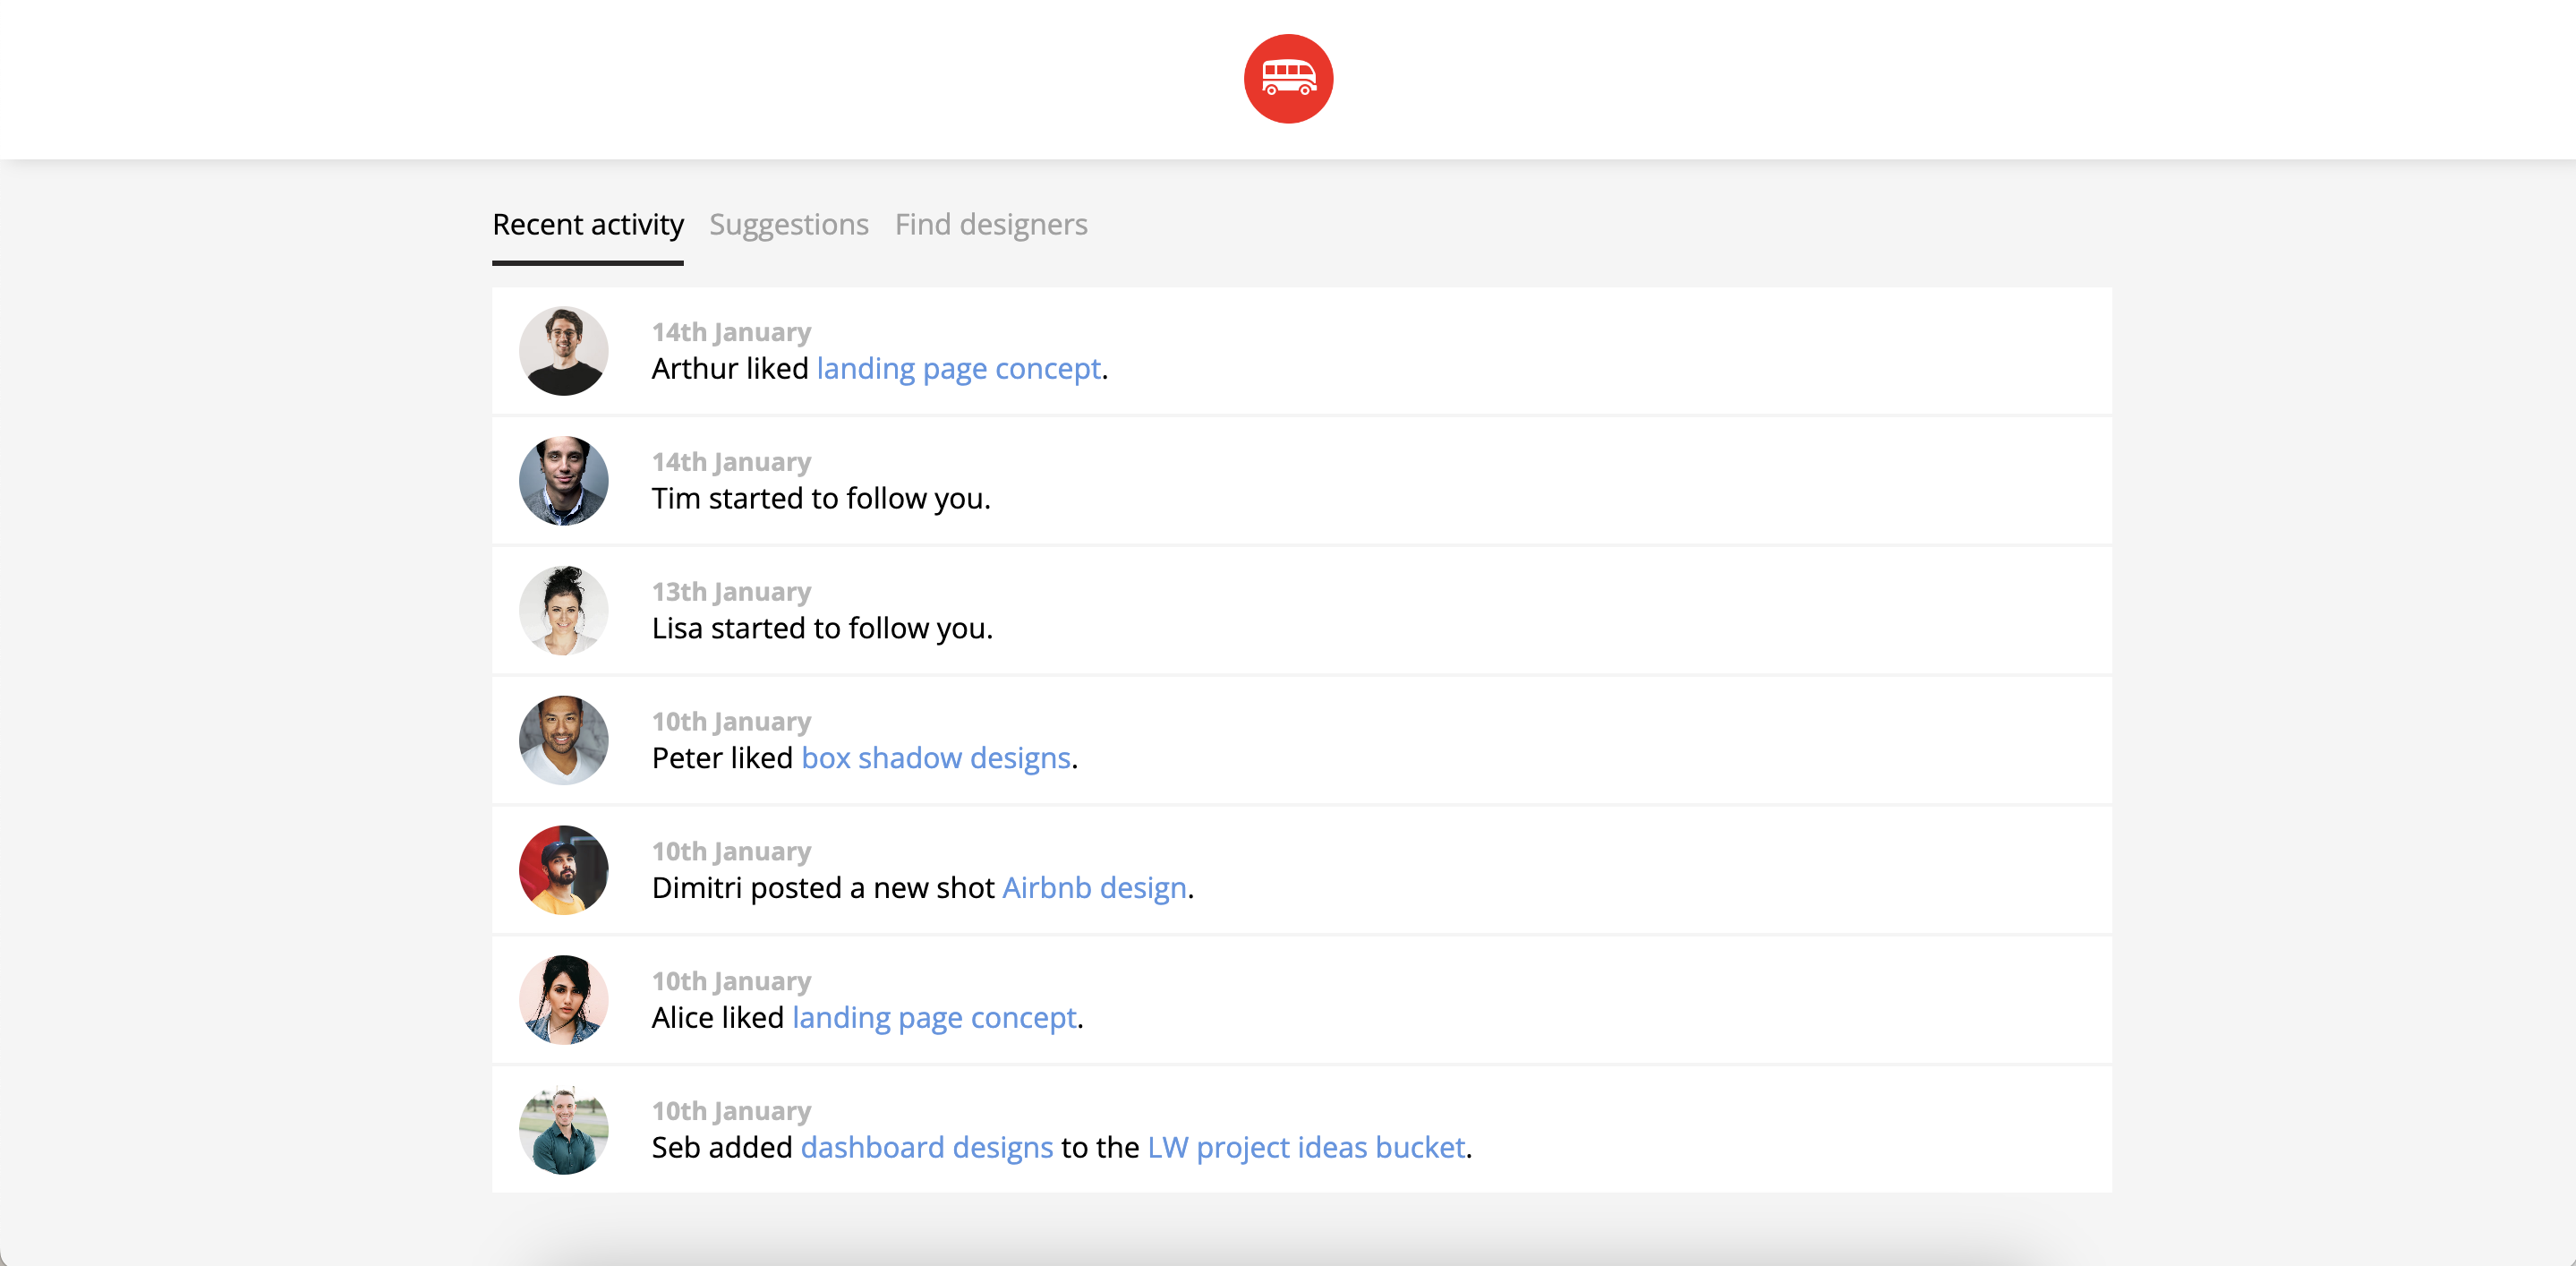 Recent activity Suggestions Find designers
14th January
Arthur liked landing page concept.
14th January
Tim started to follow you.
13th January
Lisa started to follow you.
10th January
Peter liked box shadow designs.
10th January
Dimitri posted a new shot Airbnb design.
10th January
Alice liked landing page concept.
10th January
Seb added dashboard designs to the LW project ideas bucket.